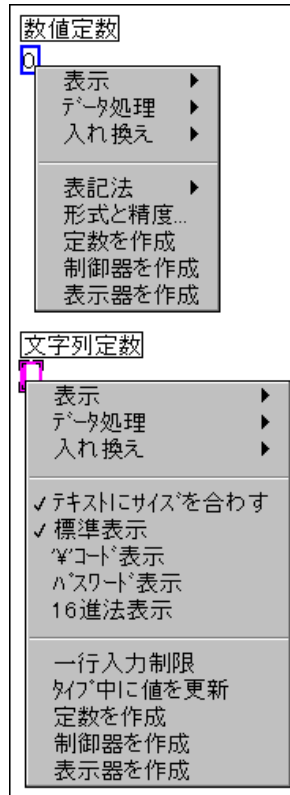 数値定数
0
表示
ﾃﾞｰﾀ処理
入れ換え
表記法
形式と精度...
定数を作成
制御器を作成
表示器を作成
文字列定数
表示
ﾃﾞｰﾀ処理
入れ換え
✓ﾃｷｽﾄにｻｲｽﾞを合わす
✓標準表示
'¥'ｺｰﾄﾞ表示
ﾊﾟｽﾜｰﾄﾞ表示
16進法表示
一行入力制限
ﾀｲﾌﾟ中に値を更新
定数を作成
制御器を作成
表示器を作成